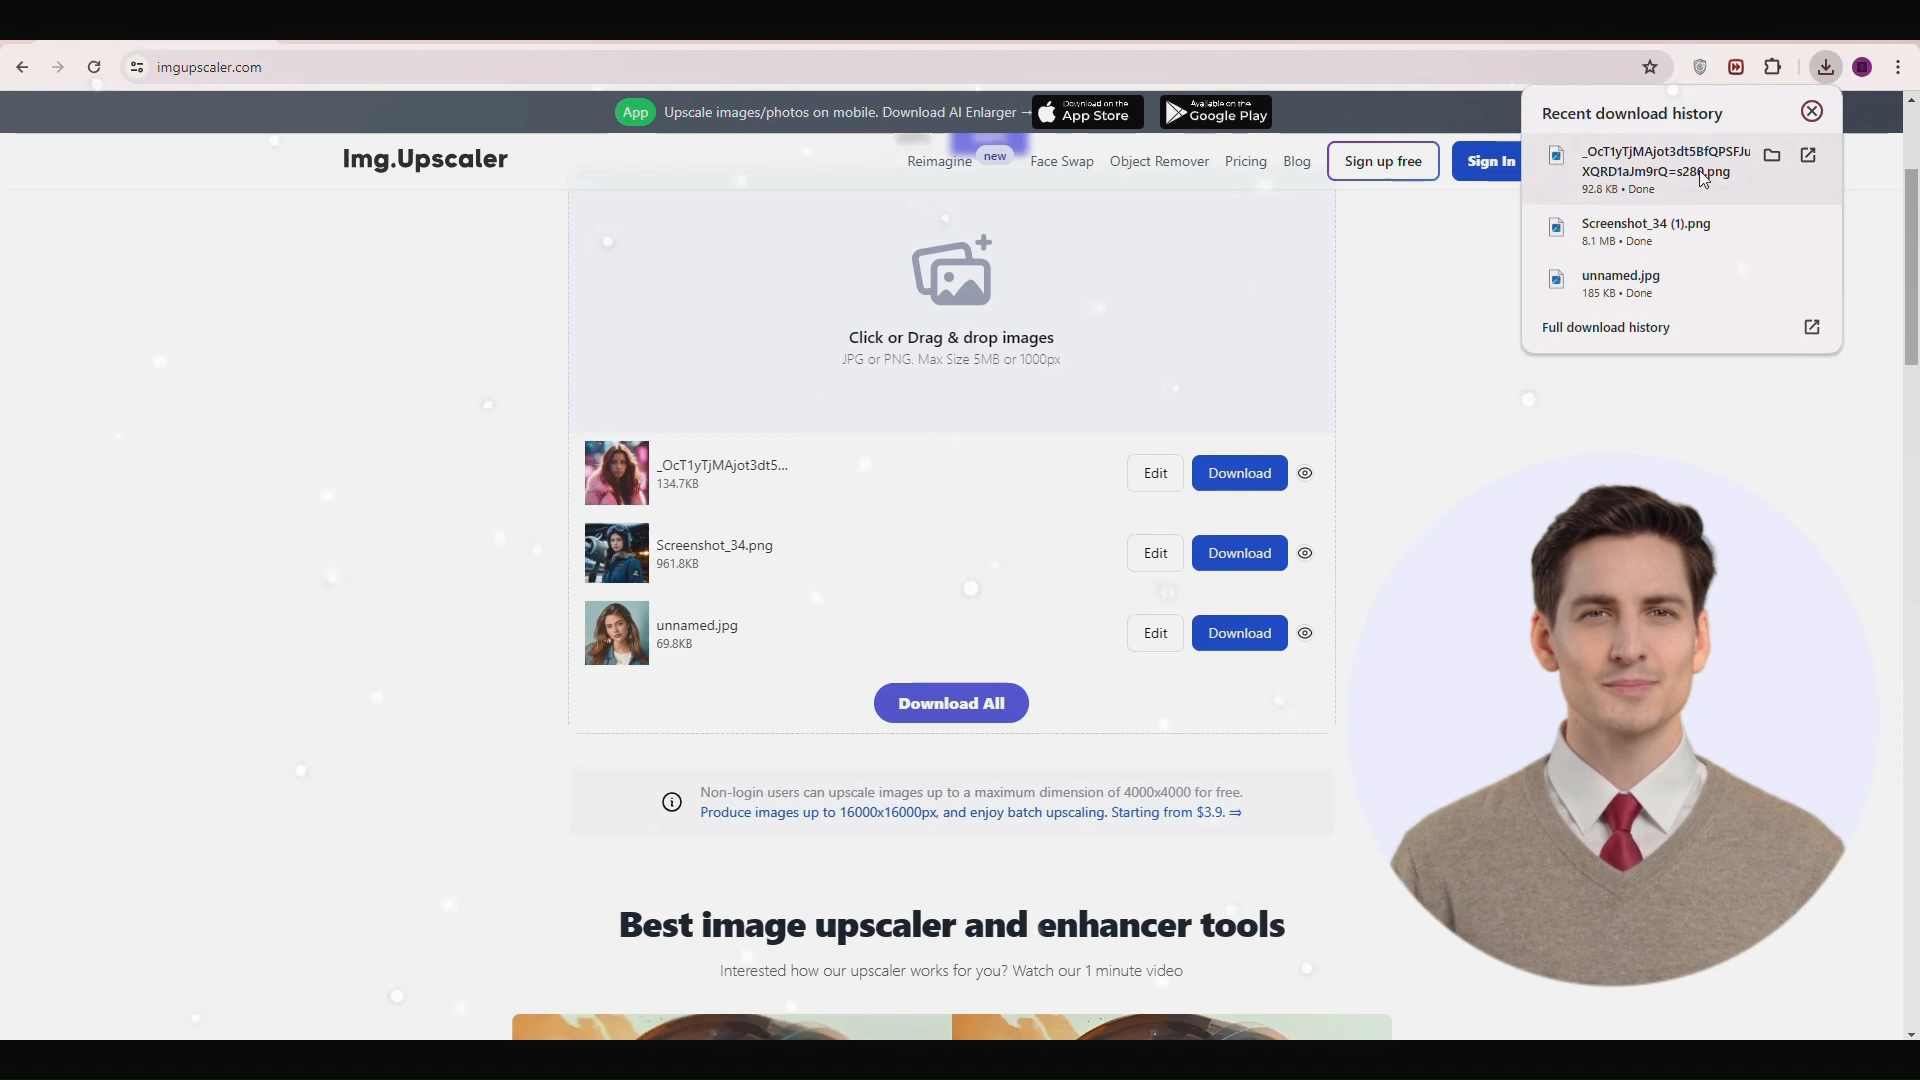 imgupscaler.com
App Upscale images/photos on mobile. Download AI Enlarger →
Download on the
App Store
Available on the
Google Play
Img.Upscaler
Reimagine
new
Face Swap
Object Remover
Pricing
Blog
Sign up free
Sign In
Recent download history
_OcT1yTjMAjot3dt5BfQPSFJu
92.8 KB • Done
Screenshot_34 (1).png
8.1 MB • Done
unnamed.jpg
185 KB • Done
Full download history
Click or Drag & drop images
JPG or PNG. Max Size 5MB or 1000px
_OcT1yTjMAjot3dt5...
134.7KB
Edit
Download
Screenshot_34.png
961.8KB
Edit
Download
unnamed.jpg
69.8KB
Edit
Download
Download All
Non-login users can upscale images up to a maximum dimension of 4000x4000 for free.
Produce images up to 16000x16000px, and enjoy batch upscaling. Starting from $3.9. ⇒
Best image upscaler and enhancer tools
Interested how our upscaler works for you? Watch our 1 minute video